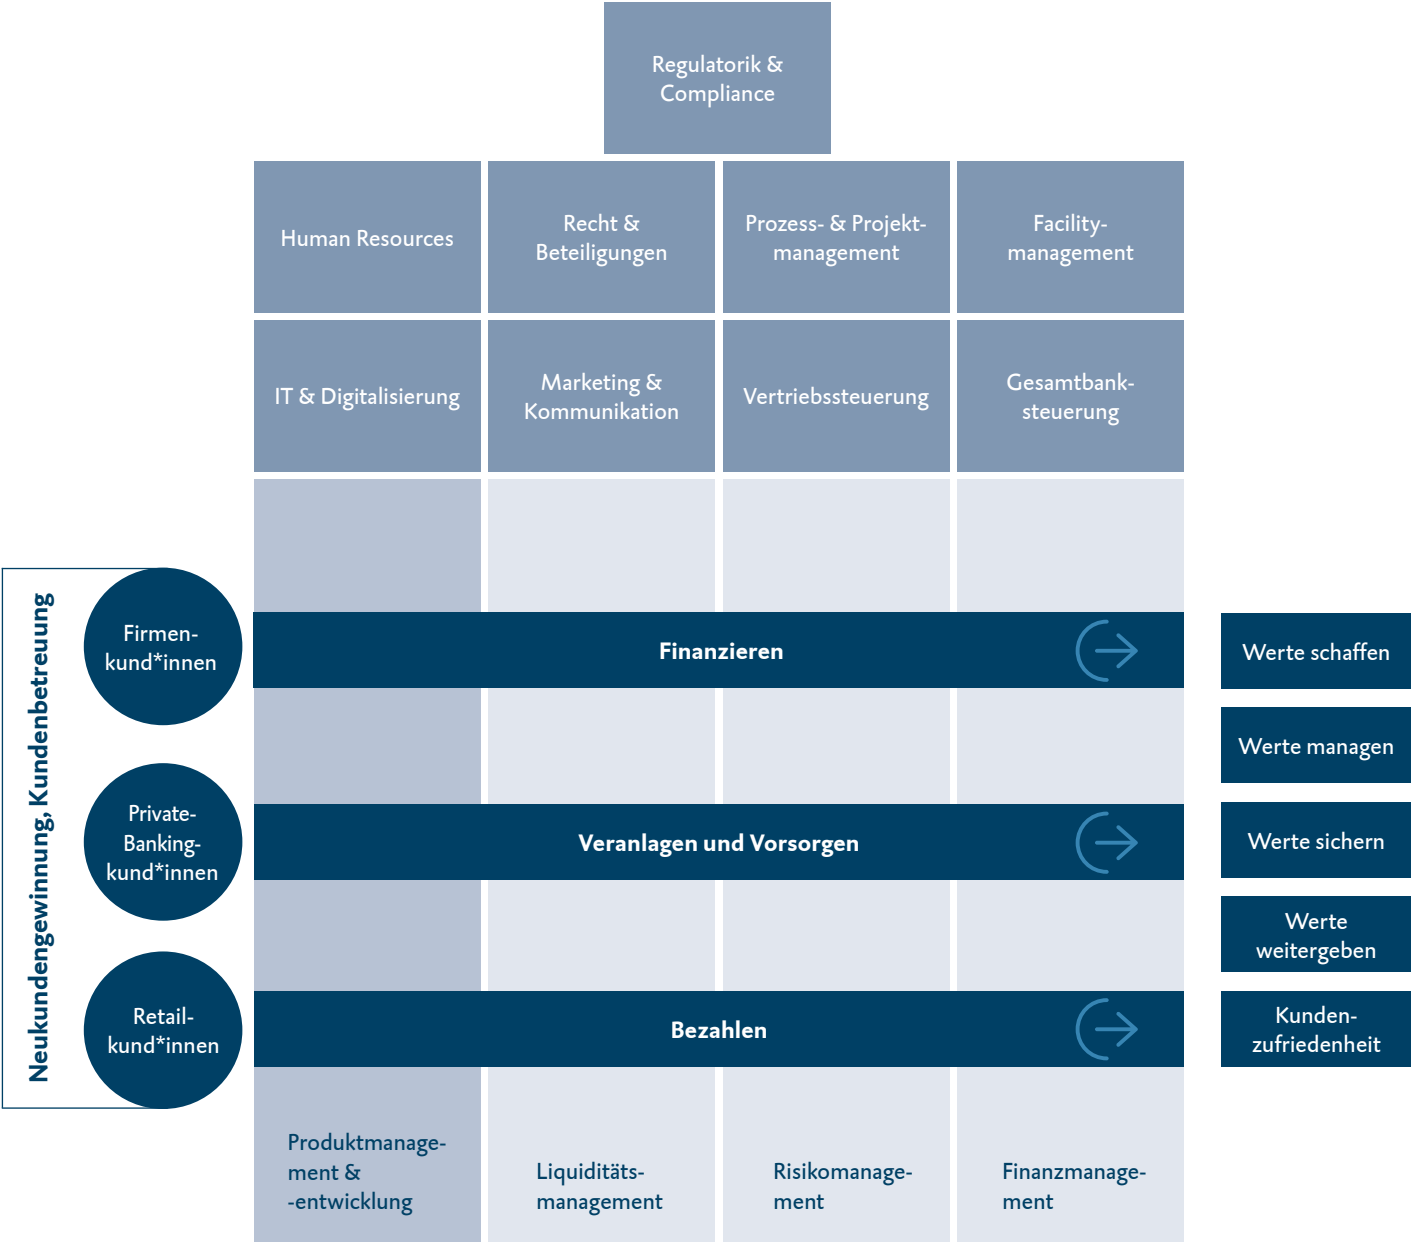 Regulatorik &
Compliance
Human Resources
Recht &
Beteiligungen
Prozess- & Projekt-
management
Facility-
management
IT & Digitalisierung
Marketing &
Kommunikation
Vertriebssteuerung
Gesamtbank-
steuerung
Neukundengewinnung, Kundenbetreuung
Firmen-
kund*innen
Finanzieren
Werte schaffen
Werte managen
Private-
Banking-
kund*innen
Veranlagen und Vorsorgen
Werte sichern
Werte
weitergeben
Retail-
kund*innen
Bezahlen
Kunden-
zufriedenheit
Produktmanage-
ment &
-entwicklung
Liquiditäts-
management
Risikomanage-
ment
Finanzmanage-
ment